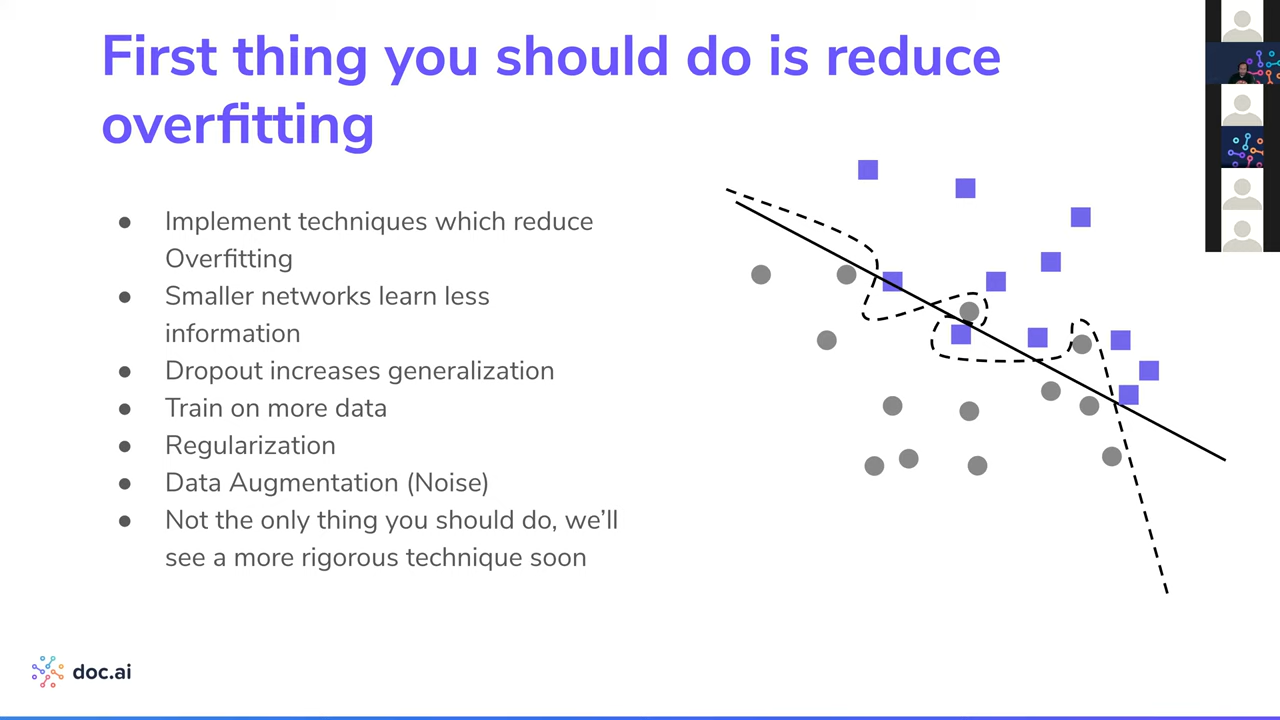 First thing you should do is reduce
overfitting
● Implement techniques which reduce
Overfitting
● Smaller networks learn less
information
● Dropout increases generalization
● Train on more data
● Regularization
● Data Augmentation (Noise)
● Not the only thing you should do, we’ll
see a more rigorous technique soon
doc.ai